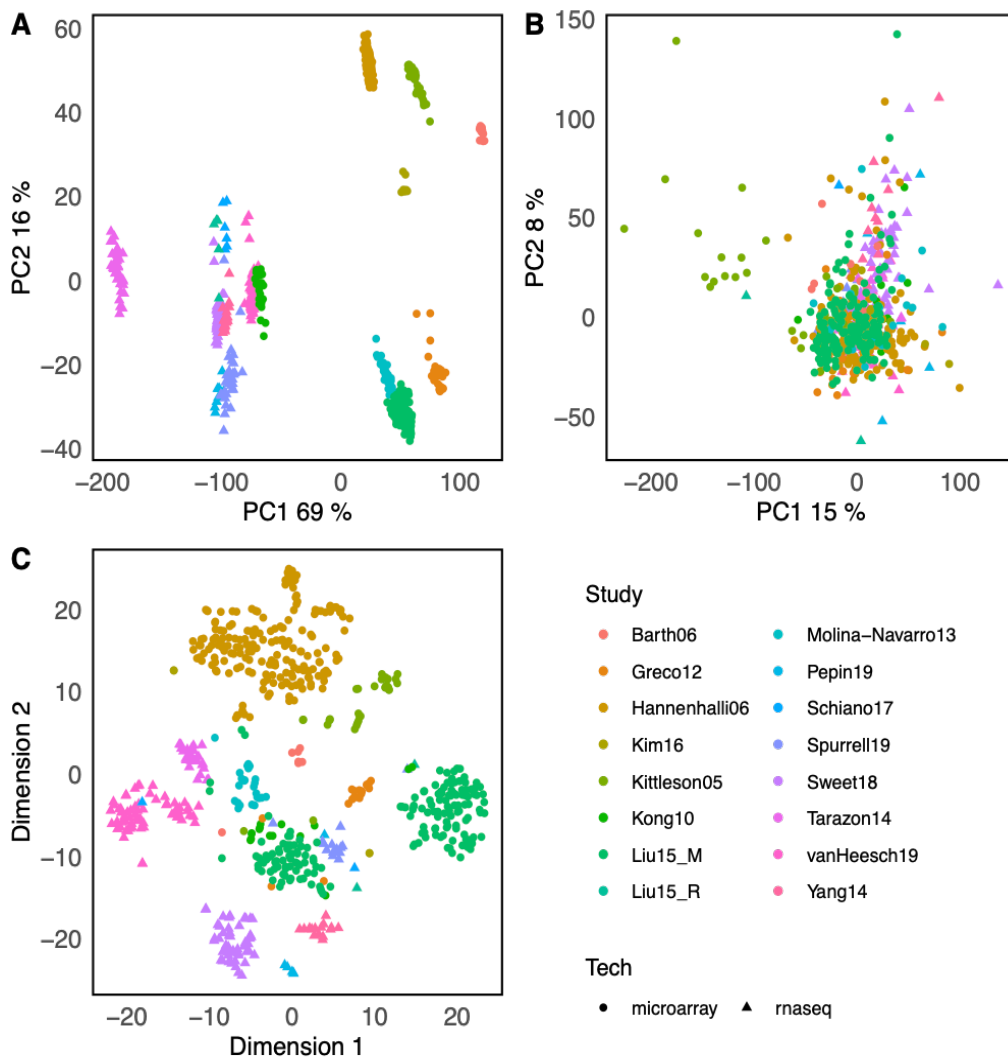 A
60
40
20
0
−20
−40
PC2 16 %
−200 −100 0 100
PC1 69 %
B
150
100
50
0
−50
PC2 8 %
−200 −100 0 100
PC1 15 %
C
20
10
0
−10
−20
Dimension 2
−20 −10 0 10 20
Dimension 1
Study
Barth06
Greco12
Hannenhalli06
Kim16
Kittleson05
Kong10
Liu15_M
Liu15_R
Molina−Navarro13
Pepin19
Schiano17
Spurrell19
Sweet18
Tarazon14
vanHeesch19
Yang14
Tech
microarray rnaseq